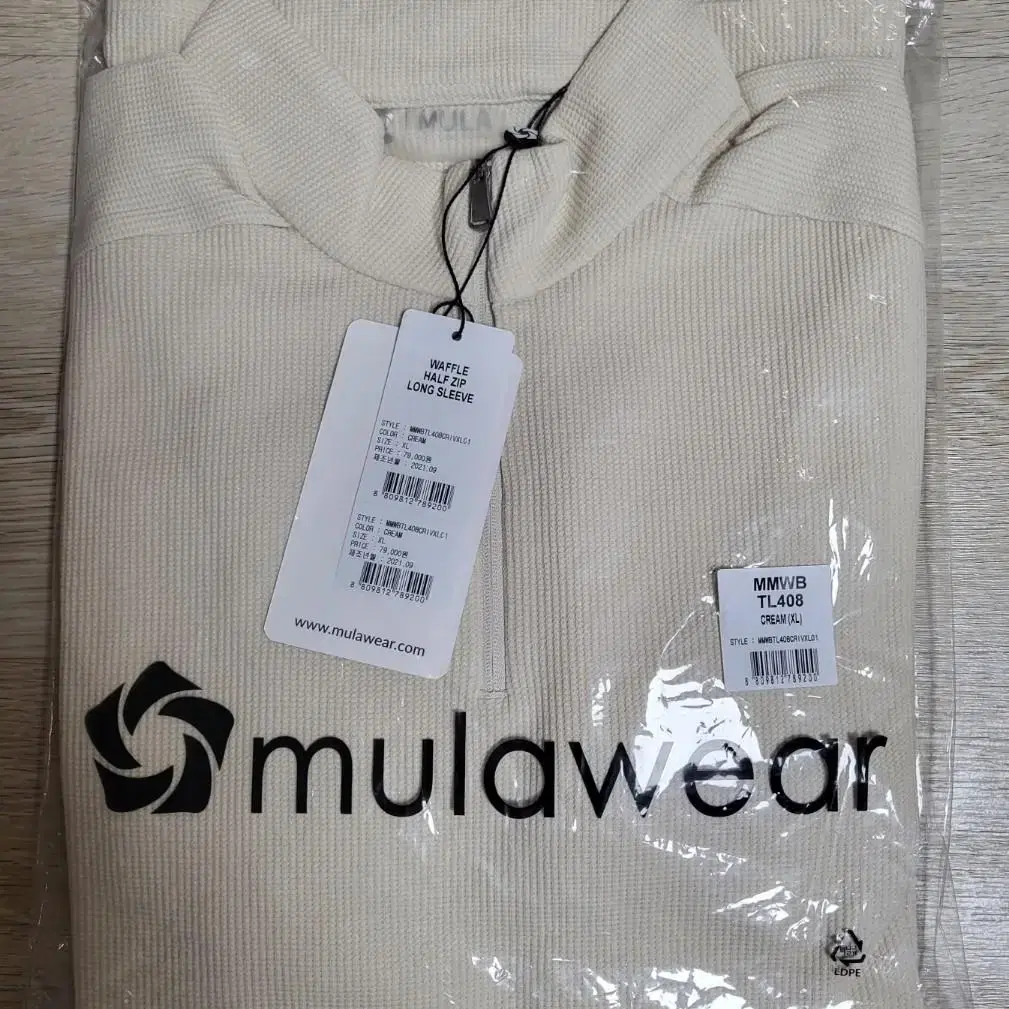 MULA
WAFFLE
HALF ZIP
LONG SLEEVE
STYLE : MMWBTL408CRIVXL01
COLOR : CREAM
SIZE : XL
PRICE : 79,000원
제조년월 : 2021.09
8 809812 789200
STYLE : MMWBTL408CRIVXL01
COLOR : CREAM
SIZE : XL
PRICE : 79,000원
제조년월 : 2021.09
8 809812 789200
www.mulawear.com
MMWB
TL408
CREAM (XL)
STYLE : MMWBTL408CRIVXL01
8 809812 789200
mulawear
LDPE